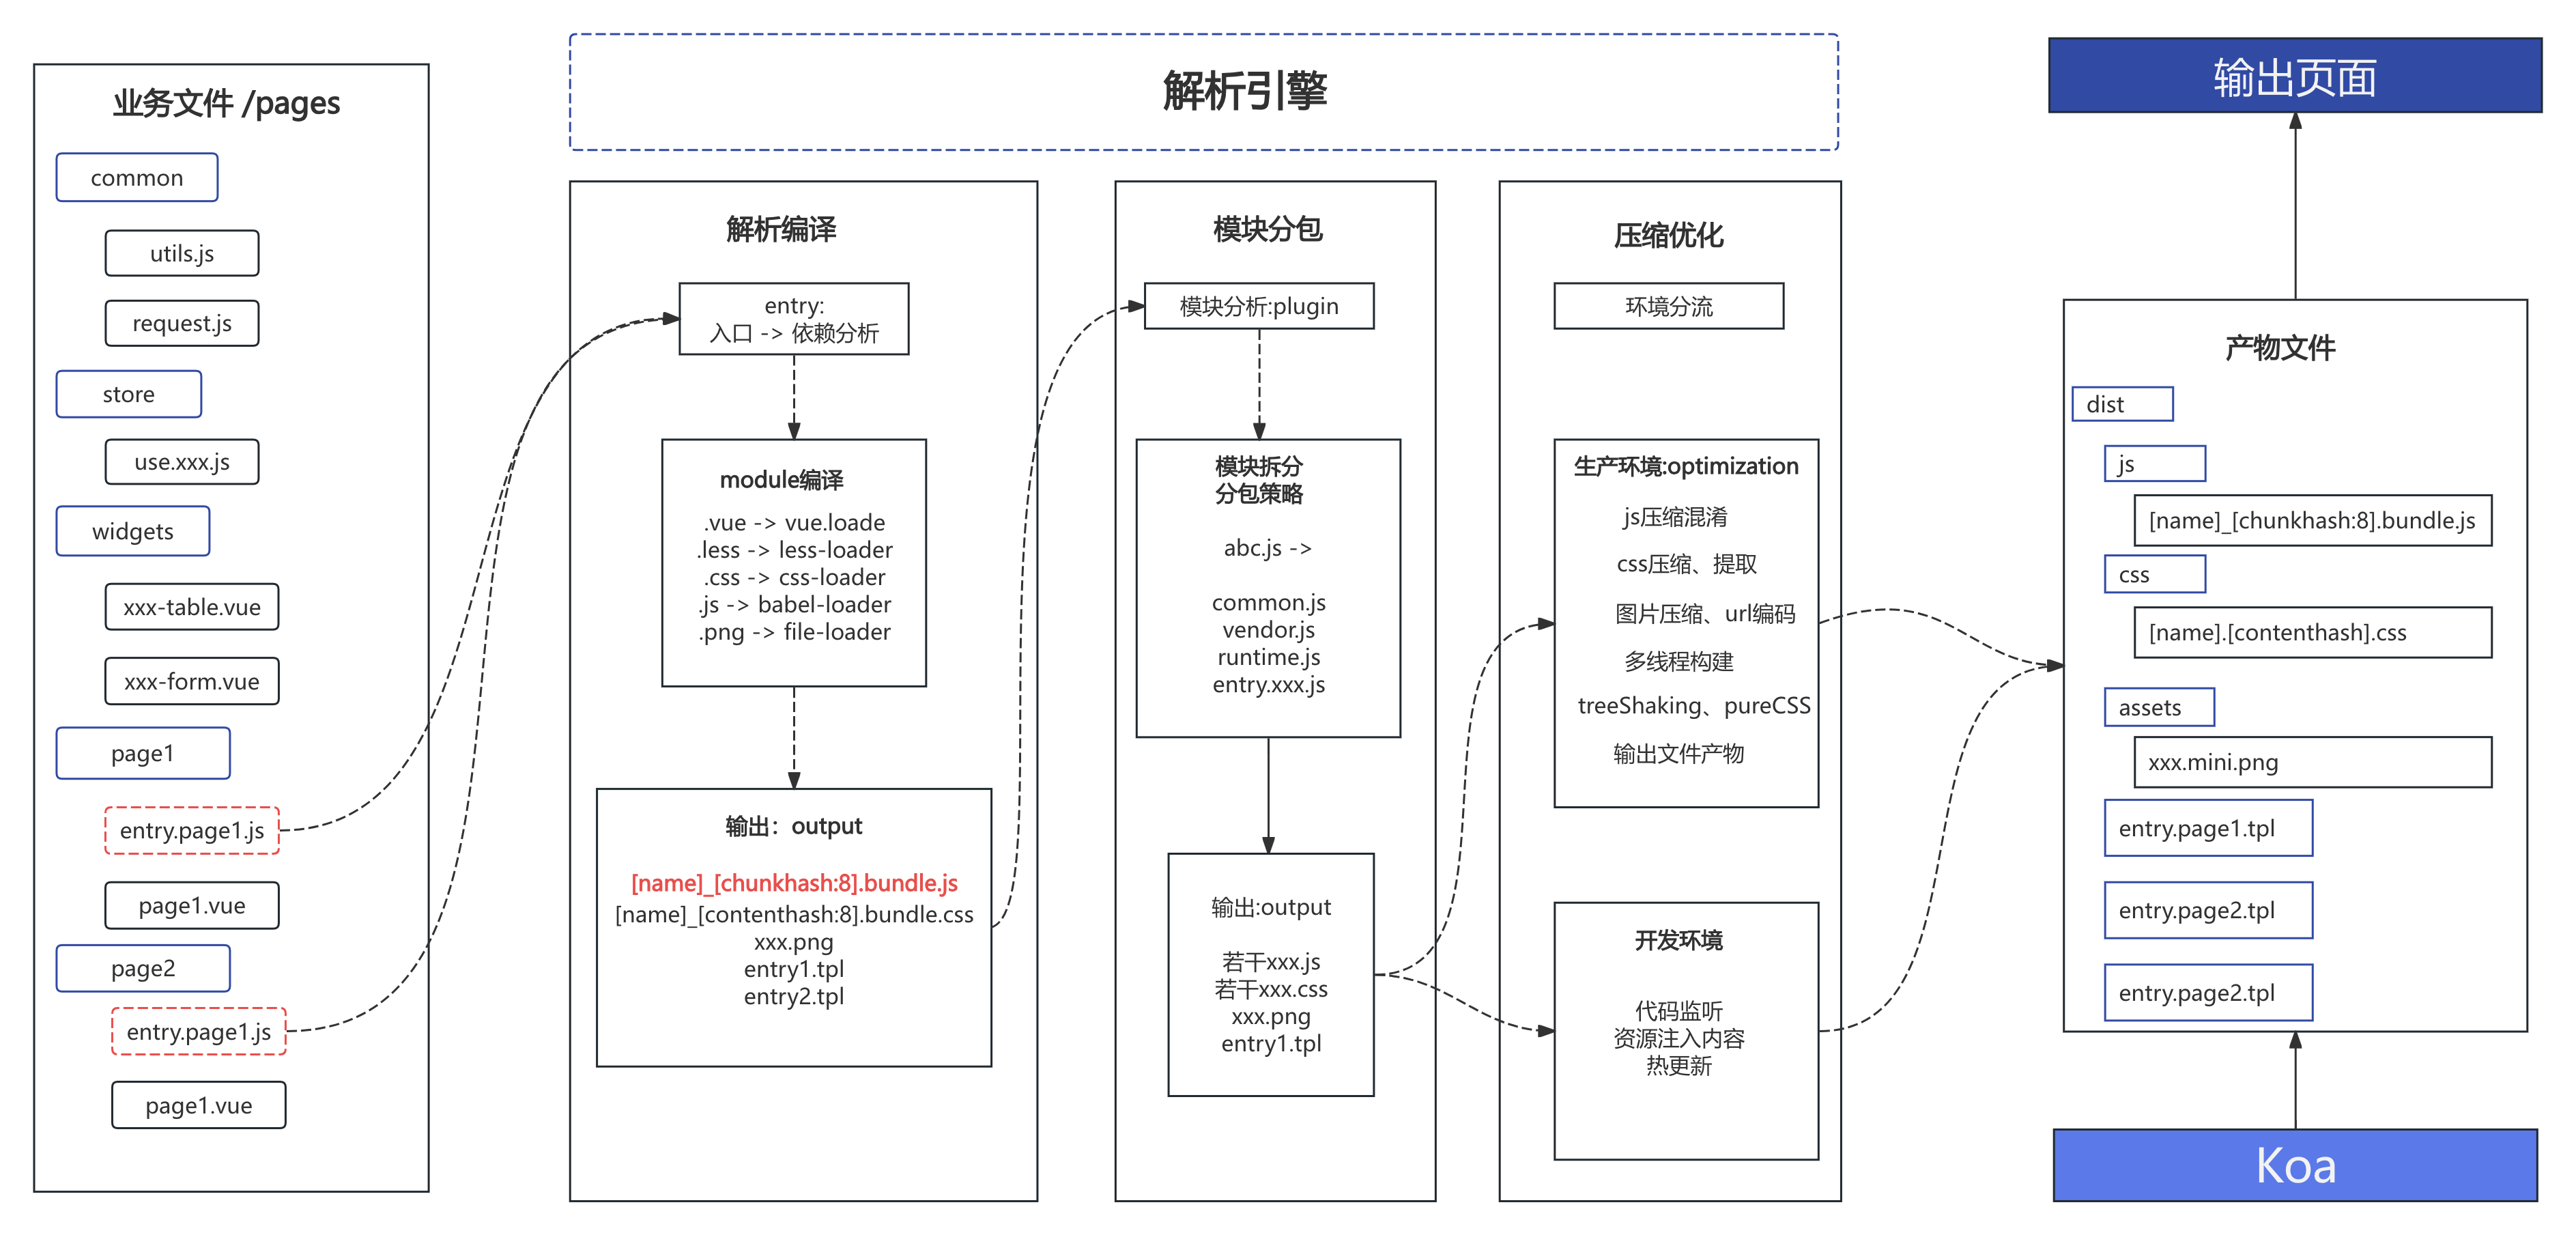 业务文件 /pages
common
utils.js
request.js
store
use.xxx.js
widgets
xxx-table.vue
xxx-form.vue
page1
entry.page1.js
page1.vue
page2
entry.page1.js
page1.vue
解析引擎
解析编译
entry:
入口 -> 依赖分析
module编译
.vue -> vue.loade
.less -> less-loader
.css -> css-loader
.js -> babel-loader
.png -> file-loader
输出：output
[name]_[chunkhash:8].bundle.js
[name]_[contenthash:8].bundle.css
xxx.png
entry1.tpl
entry2.tpl
模块分包
模块分析:plugin
模块拆分
分包策略
abc.js ->
common.js
vendor.js
runtime.js
entry.xxx.js
输出:output
若干xxx.js
若干xxx.css
xxx.png
entry1.tpl
压缩优化
环境分流
生产环境:optimization
js压缩混淆
css压缩、提取
图片压缩、url编码
多线程构建
treeShaking、pureCSS
输出文件产物
开发环境
代码监听
资源注入内容
热更新
输出页面
产物文件
dist
js
[name]_[chunkhash:8].bundle.js
css
[name].[contenthash].css
assets
xxx.mini.png
entry.page1.tpl
entry.page2.tpl
entry.page2.tpl
Koa